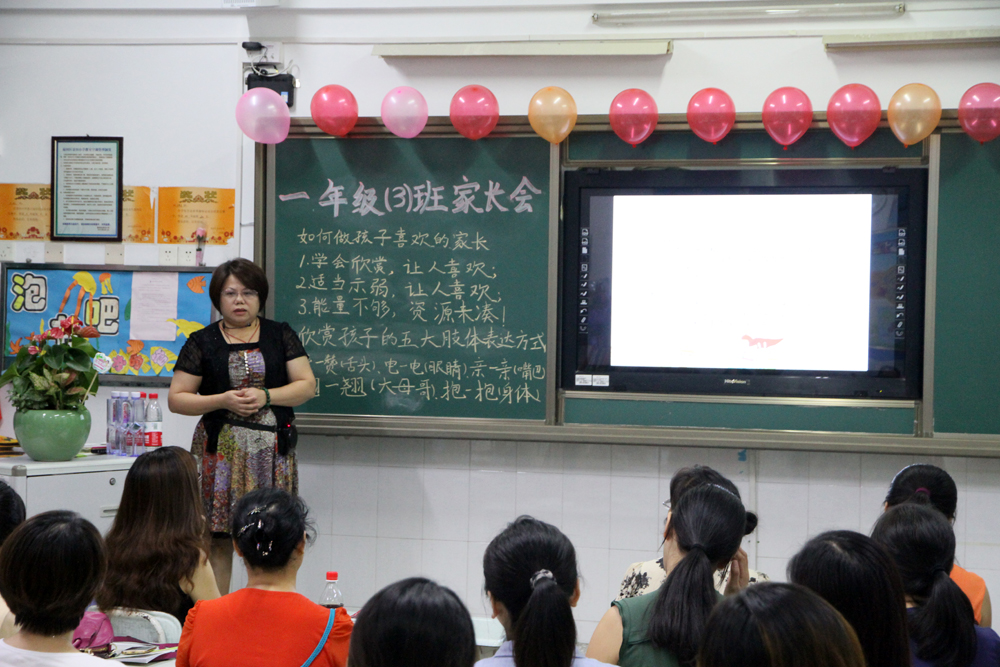 一年级(3)班家长会
如何做孩子喜欢的家长
1.学会欣赏,让人喜欢;
2.适当示弱,让人喜欢;
3.能量不够,资源来凑!
欣赏孩子的五大肢体表达方式
一赞(舌头)、电一电(眼睛)亲一亲(嘴巴)
一翘(大母哥)、抱一抱(身体)
泡
吧